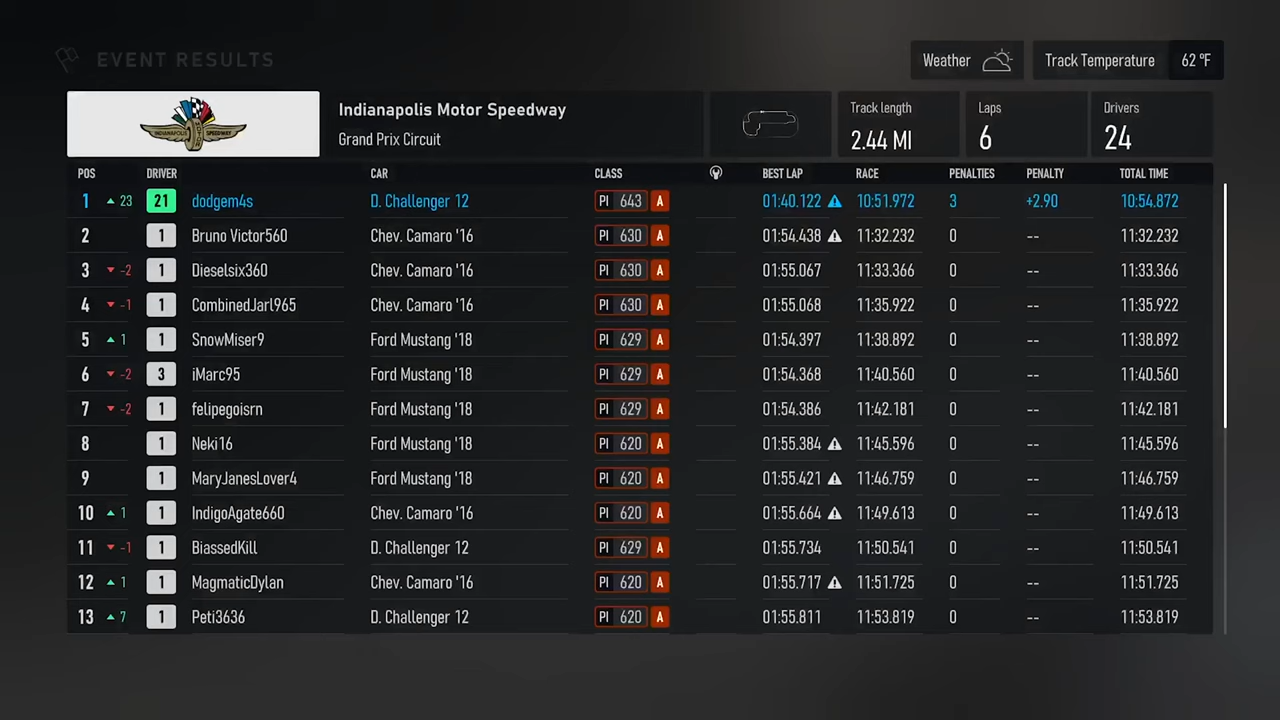 EVENT RESULTS
Weather
Track Temperature 62 °F
INDIANAPOLIS MOTOR SPEEDWAY
Indianapolis Motor Speedway
Grand Prix Circuit
Track length
2.44 MI
Laps
6
Drivers
24
POS DRIVER CAR CLASS BEST LAP RACE PENALTIES PENALTY TOTAL TIME
1 ▲ 23 21 dodgem4s D. Challenger 12 PI 643 A 01:40.122 10:51.972 3 +2.90 10:54.872
2 1 Bruno Victor560 Chev. Camaro '16 PI 630 A 01:54.438 11:32.232 0 -- 11:32.232
3 ▼ -2 1 Dieselsix360 Chev. Camaro '16 PI 630 A 01:55.067 11:33.366 0 -- 11:33.366
4 ▼ -1 1 CombinedJarl965 Chev. Camaro '16 PI 630 A 01:55.068 11:35.922 0 -- 11:35.922
5 ▲ 1 1 SnowMiser9 Ford Mustang '18 PI 629 A 01:54.397 11:38.892 0 -- 11:38.892
6 ▼ -2 3 iMarc95 Ford Mustang '18 PI 629 A 01:54.368 11:40.560 0 -- 11:40.560
7 ▼ -2 1 felipegoisrn Ford Mustang '18 PI 629 A 01:54.386 11:42.181 0 -- 11:42.181
8 1 Neki16 Ford Mustang '18 PI 620 A 01:55.384 11:45.596 0 -- 11:45.596
9 1 MaryJanesLover4 Ford Mustang '18 PI 620 A 01:55.421 11:46.759 0 -- 11:46.759
10 ▲ 1 1 IndigoAgate660 Chev. Camaro '16 PI 620 A 01:55.664 11:49.613 0 -- 11:49.613
11 ▼ -1 1 BiassedKill D. Challenger 12 PI 629 A 01:55.734 11:50.541 0 -- 11:50.541
12 ▲ 1 1 MagmaticDylan Chev. Camaro '16 PI 620 A 01:55.717 11:51.725 0 -- 11:51.725
13 ▲ 7 1 Peti3636 D. Challenger 12 PI 620 A 01:55.811 11:53.819 0 -- 11:53.819